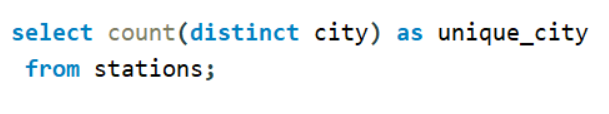 select count(distinct city) as unique_city
from stations;